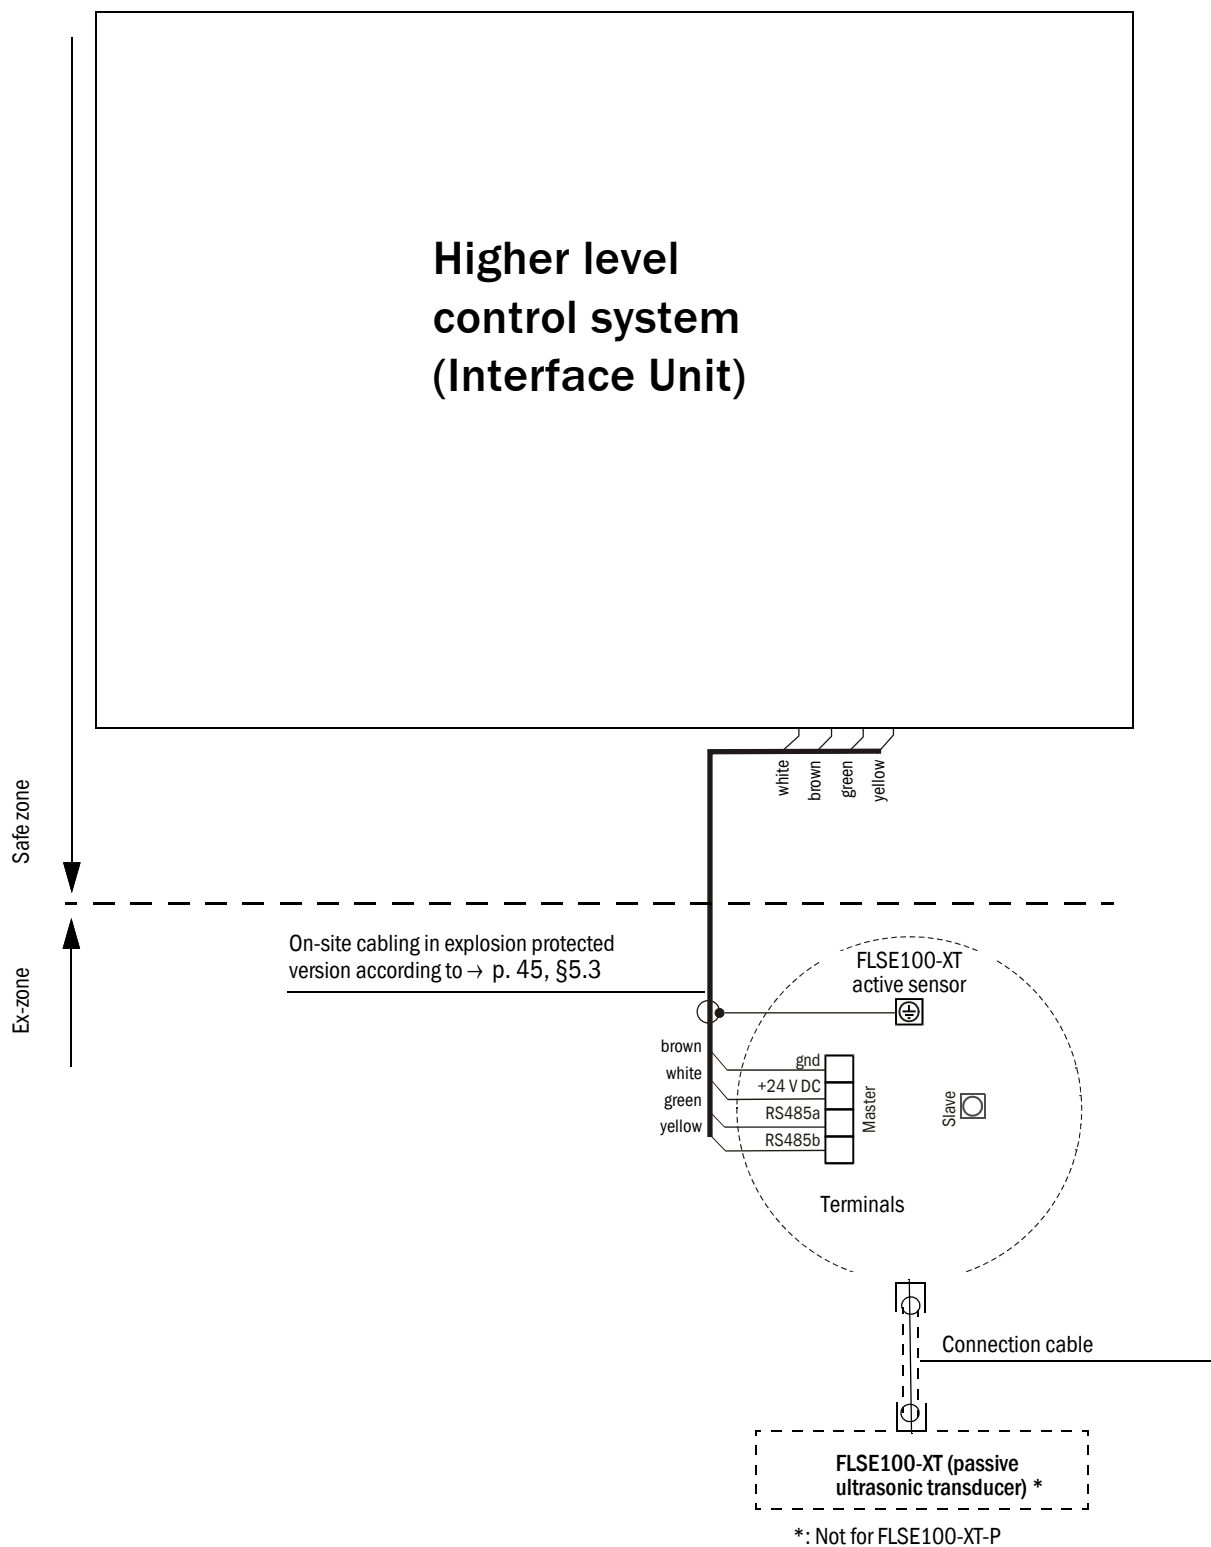 Higher level
control system
(Interface Unit)
white
brown
green
yellow
Safe zone
Ex-zone
On-site cabling in explosion protected
version according to → p. 45, §5.3
FLSE100-XT
active sensor
brown
white
green
yellow
gnd
+24 V DC
RS485a
RS485b
Master
Slave
Terminals
Connection cable
FLSE100-XT (passive
ultrasonic transducer) *
*: Not for FLSE100-XT-P